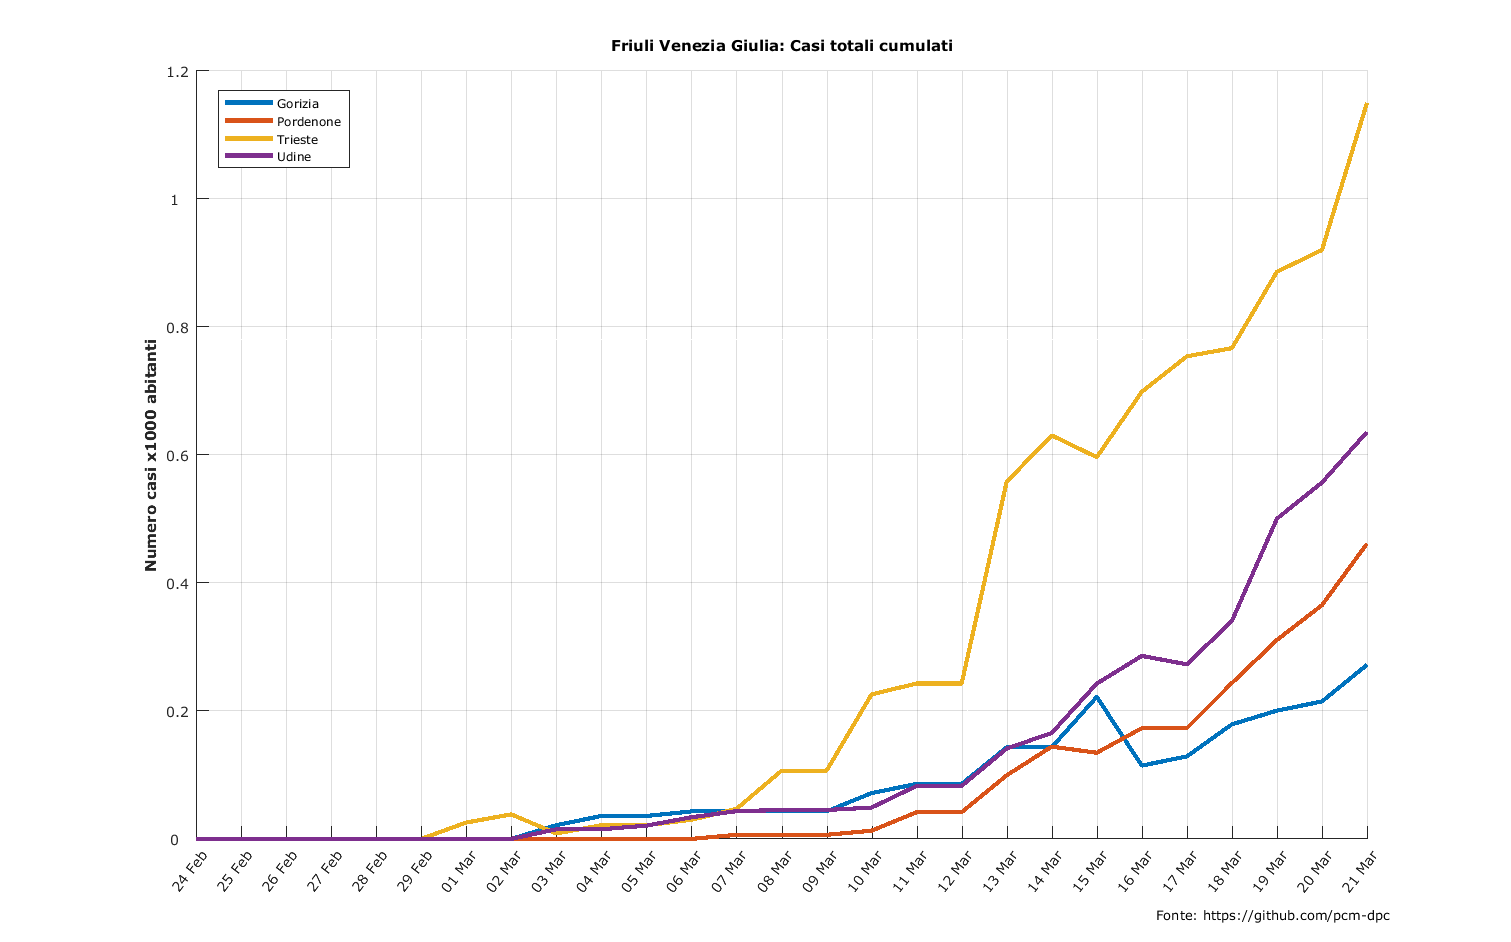 Friuli Venezia Giulia: Casi totali cumulati
Gorizia
Pordenone
Trieste
Udine
Numero casi x1000 abitanti
1.2
1
0.8
0.6
0.4
0.2
0
24 Feb
25 Feb
26 Feb
27 Feb
28 Feb
29 Feb
01 Mar
02 Mar
03 Mar
04 Mar
05 Mar
06 Mar
07 Mar
08 Mar
09 Mar
10 Mar
11 Mar
12 Mar
13 Mar
14 Mar
15 Mar
16 Mar
17 Mar
18 Mar
19 Mar
20 Mar
21 Mar
Fonte: https://github.com/pcm-dpc